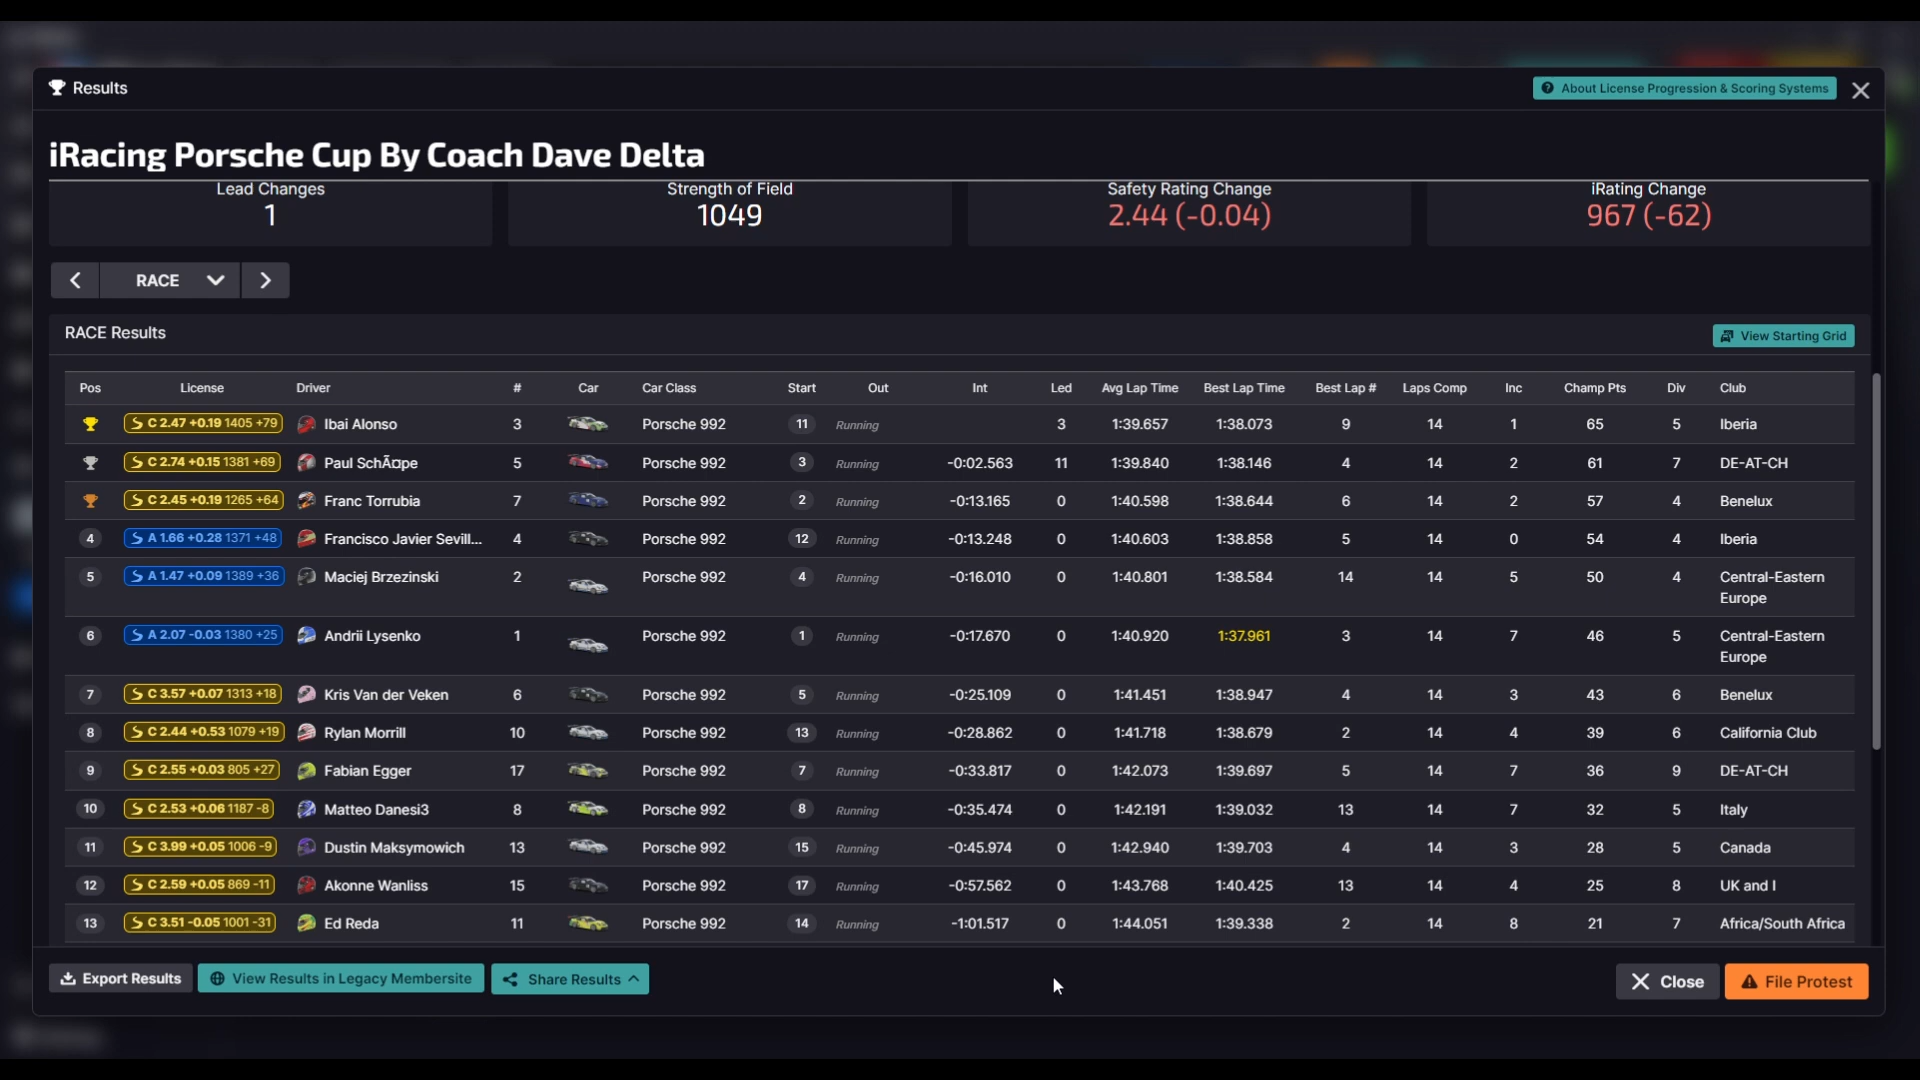 Results
About License Progression & Scoring Systems
iRacing Porsche Cup By Coach Dave Delta
Lead Changes Strength of Field Safety Rating Change iRating Change
1 1049 2.44 (-0.04) 967 (-62)
RACE
RACE Results
View Starting Grid
Pos License Driver # Car Car Class Start Out Int Led Avg Lap Time Best Lap Time Best Lap # Laps Comp Inc Champ Pts Div Club
C 2.47 +0.19 1405 +79 Ibai Alonso 3 Porsche 992 11 Running 3 1:39.657 1:38.073 9 14 1 65 5 Iberia
C 2.74 +0.15 1381 +69 Paul SchÃ¤pe 5 Porsche 992 3 Running -0:02.563 11 1:39.840 1:38.146 4 14 2 61 7 DE-AT-CH
C 2.45 +0.19 1265 +64 Franc Torrubia 7 Porsche 992 2 Running -0:13.165 0 1:40.598 1:38.644 6 14 2 57 4 Benelux
4 A 1.66 +0.28 1371 +48 Francisco Javier Sevill... 4 Porsche 992 12 Running -0:13.248 0 1:40.603 1:38.858 5 14 0 54 4 Iberia
5 A 1.47 +0.09 1389 +36 Maciej Brzezinski 2 Porsche 992 4 Running -0:16.010 0 1:40.801 1:38.584 14 14 5 50 4 Central-Eastern
Europe
6 A 2.07 -0.03 1380 +25 Andrii Lysenko 1 Porsche 992 1 Running -0:17.670 0 1:40.920 1:37.961 3 14 7 46 5 Central-Eastern
Europe
7 C 3.57 +0.07 1313 +18 Kris Van der Veken 6 Porsche 992 5 Running -0:25.109 0 1:41.451 1:38.947 4 14 3 43 6 Benelux
8 C 2.44 +0.53 1079 +19 Rylan Morrill 10 Porsche 992 13 Running -0:28.862 0 1:41.718 1:38.679 2 14 4 39 6 California Club
9 C 2.55 +0.03 805 +27 Fabian Egger 17 Porsche 992 7 Running -0:33.817 0 1:42.073 1:39.697 5 14 7 36 9 DE-AT-CH
10 C 2.53 +0.06 1187 -8 Matteo Danesi3 8 Porsche 992 8 Running -0:35.474 0 1:42.191 1:39.032 13 14 7 32 5 Italy
11 C 3.99 +0.05 1006 -9 Dustin Maksymowich 13 Porsche 992 15 Running -0:45.974 0 1:42.940 1:39.703 4 14 3 28 5 Canada
12 C 2.59 +0.05 869 -11 Akonne Wanliss 15 Porsche 992 17 Running -0:57.562 0 1:43.768 1:40.425 13 14 4 25 8 UK and I
13 C 3.51 -0.05 1001 -31 Ed Reda 11 Porsche 992 14 Running -1:01.517 0 1:44.051 1:39.338 2 14 8 21 7 Africa/South Africa
Export Results View Results in Legacy Membersite Share Results Close File Protest